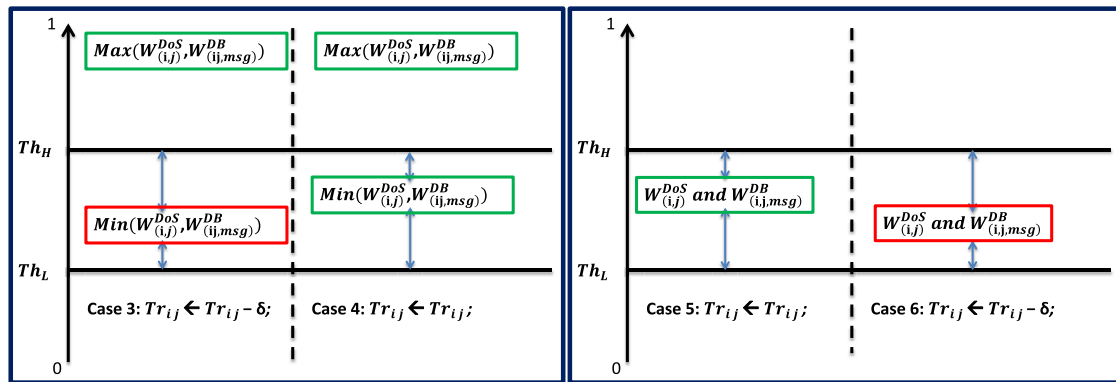 1
Max(W^{DoS}_{(i,j)},W^{DB}_{(ij,msg)})
Max(W^{DoS}_{(i,j)},W^{DB}_{(ij,msg)})
Th_H
Min(W^{DoS}_{(i,j)},W^{DB}_{(ij,msg)})
Min(W^{DoS}_{(i,j)},W^{DB}_{(ij,msg)})
Th_L
Case 3: Tr_{ij} ← Tr_{ij} – δ;
Case 4: Tr_{ij} ← Tr_{ij};
0
1
Th_H
W^{DoS}_{(i,j)} and W^{DB}_{(i,j,msg)}
W^{DoS}_{(i,j)} and W^{DB}_{(i,j,msg)}
Th_L
Case 5: Tr_{ij} ← Tr_{ij};
Case 6: Tr_{ij} ← Tr_{ij} – δ;
0